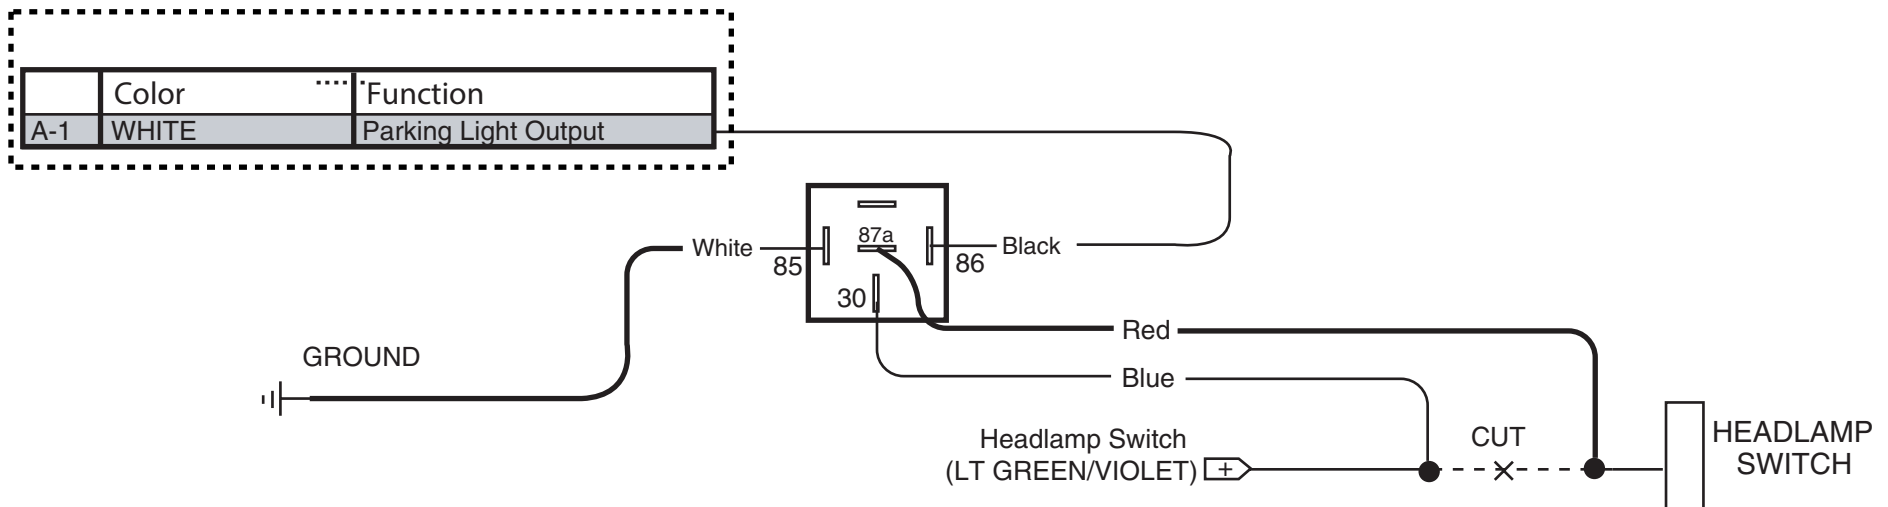 Color Function
A-1 WHITE Parking Light Output
87a
White
85
86
Black
30
Red
GROUND
Blue
Headlamp Switch
(LT GREEN/VIOLET) +
CUT
HEADLAMP
SWITCH